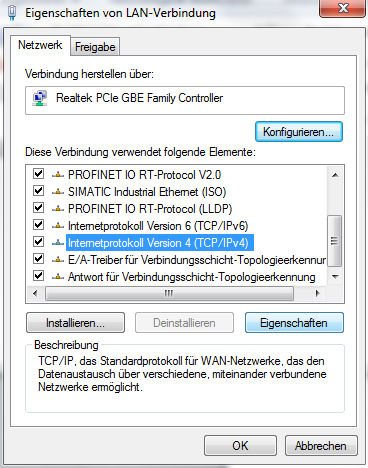 Eigenschaften von LAN-Verbindung
Netzwerk Freigabe
Verbindung herstellen über:
Realtek PCIe GBE Family Controller
Konfigurieren...
Diese Verbindung verwendet folgende Elemente:
PROFINET IO RT-Protocol V2.0
SIMATIC Industrial Ethernet (ISO)
PROFINET IO RT-Protocol (LLDP)
Internetprotokoll Version 6 (TCP/IPv6)
Internetprotokoll Version 4 (TCP/IPv4)
E/A-Treiber für Verbindungsschicht-Topologieerkennur
Antwort für Verbindungsschicht-Topologieerkennung
Installieren... Deinstallieren Eigenschaften
Beschreibung
TCP/IP, das Standardprotokoll für WAN-Netzwerke, das den
Datenaustausch über verschiedene, miteinander verbundene
Netzwerke ermöglicht.
OK Abbrechen